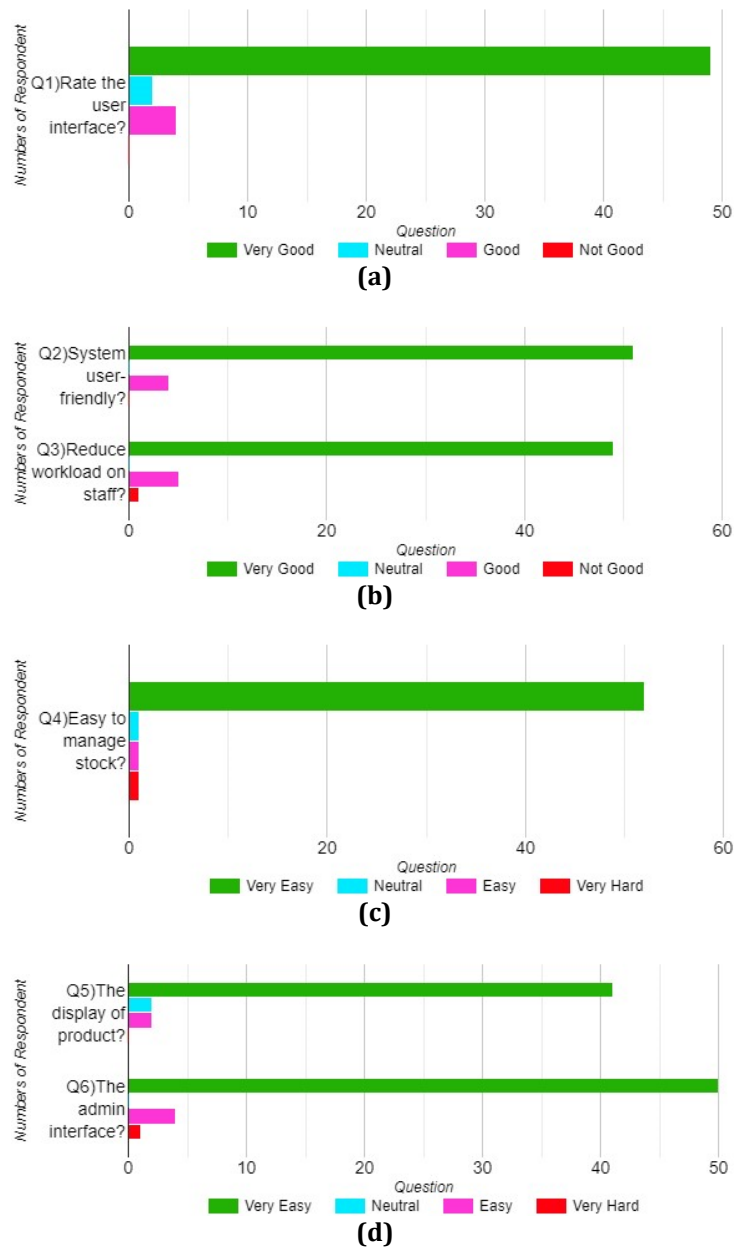 Numbers of Respondent
Q1)Rate the
user
interface?
0 10 20 30 40 50
Question
Very Good Neutral Good Not Good
(a)
Numbers of Respondent
Q2)System
user-
friendly?
Q3)Reduce
workload on
staff?
0 20 40 60
Question
Very Good Neutral Good Not Good
(b)
Numbers of Respondent
Q4)Easy to
manage
stock?
0 20 40 60
Question
Very Easy Neutral Easy Very Hard
(c)
Numbers of Respondent
Q5)The
display of
product?
Q6)The
admin
interface?
0 10 20 30 40 50
Question
Very Easy Neutral Easy Very Hard
(d)